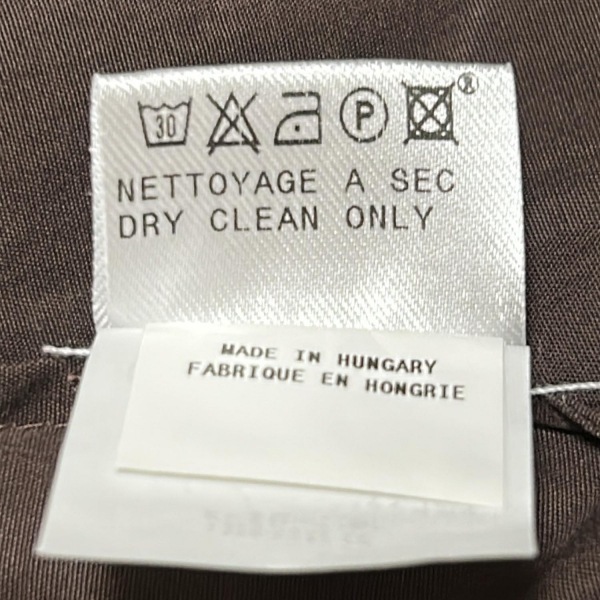 30 P ®
NETTOYAGE A SEC
DRY CLEAN ONLY
MADE IN HUNGARY
FABRIQUE EN HONGRIE